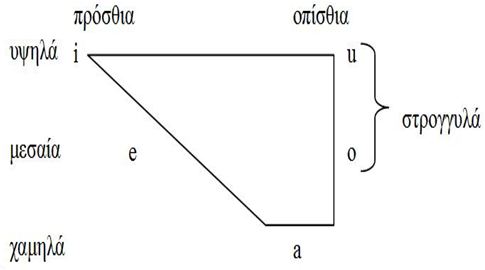 πρόσθια οπίσθια
υψηλά i u
στρογγυλά
μεσαία e o
χαμηλά a